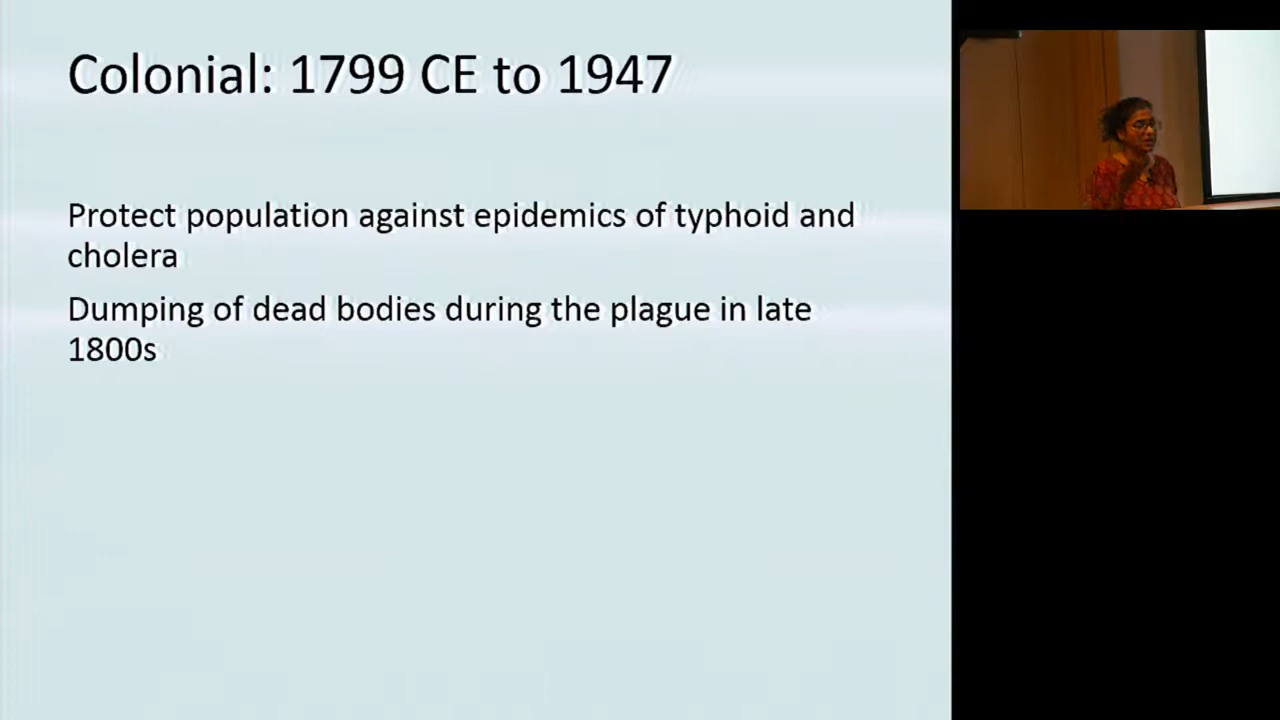 Colonial: 1799 CE to 1947
Protect population against epidemics of typhoid and
cholera
Dumping of dead bodies during the plague in late
1800s